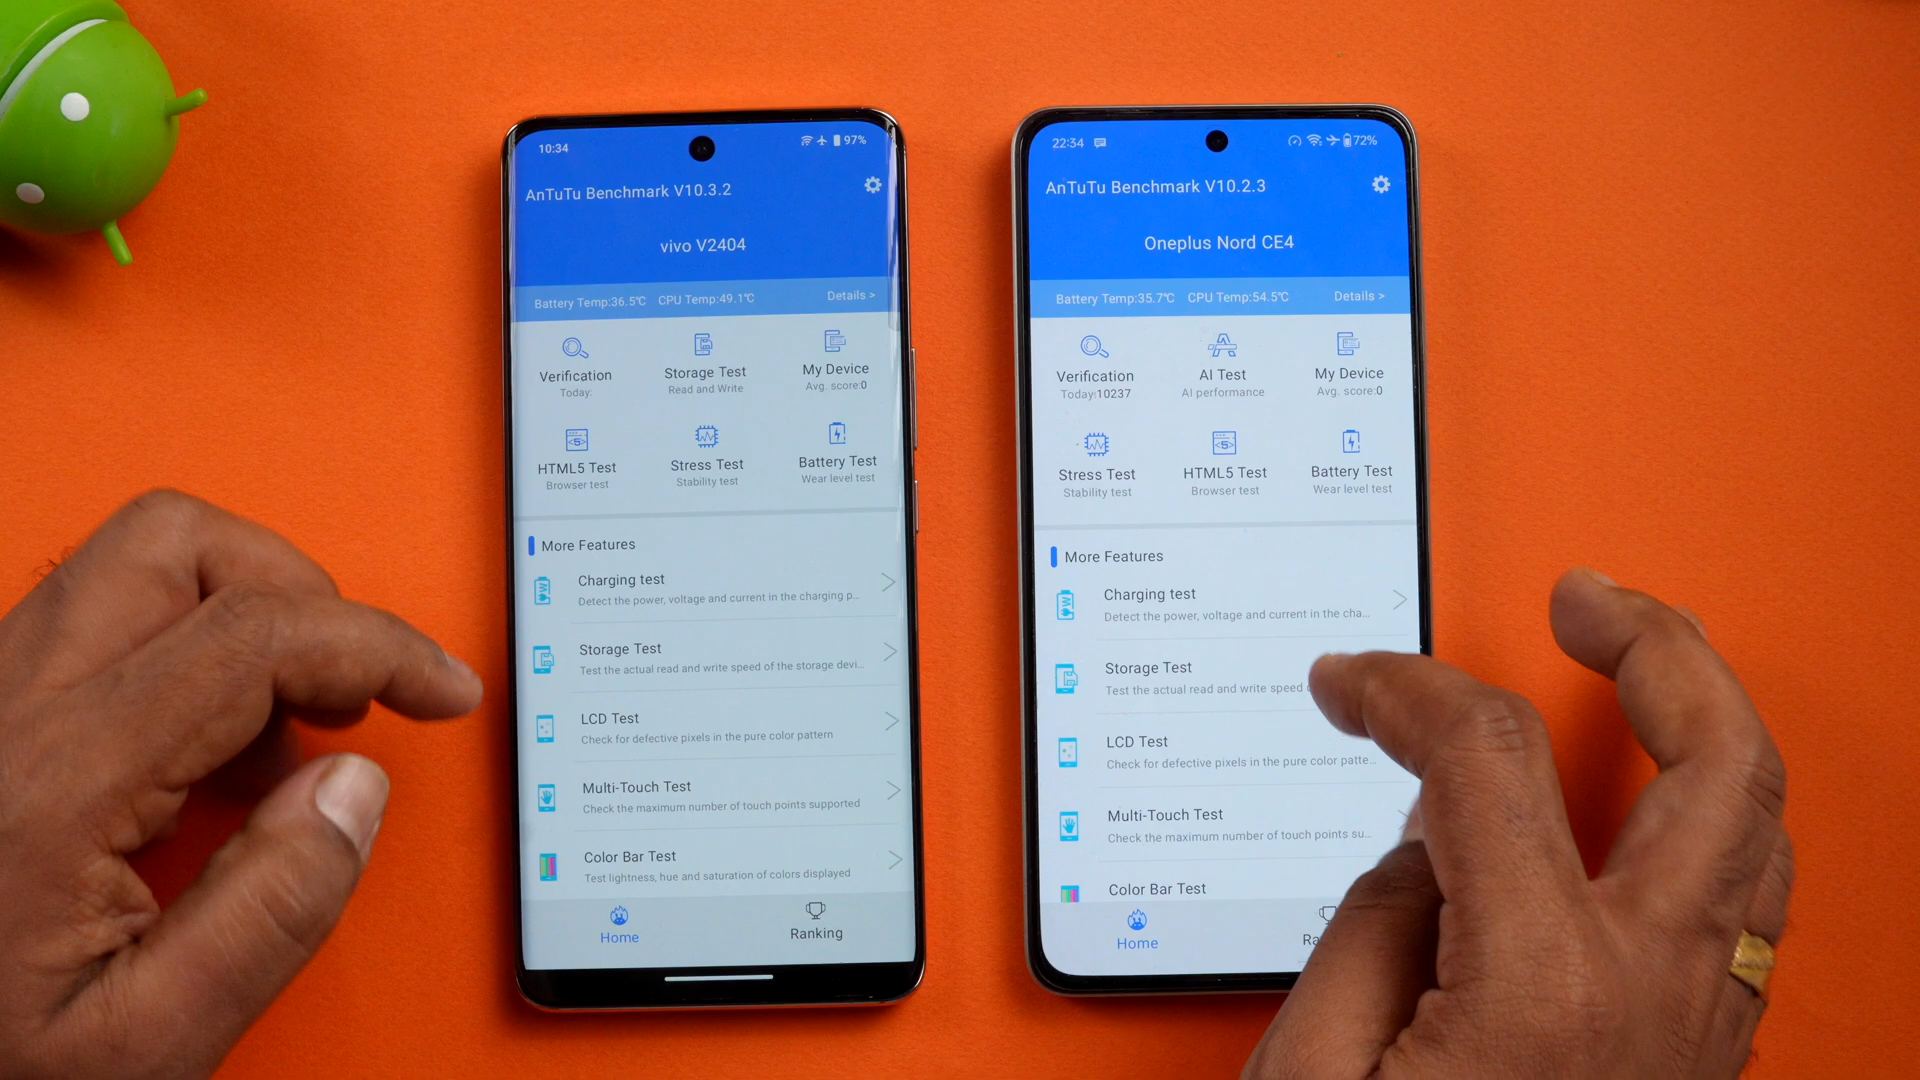 10:34
97%
AnTuTu Benchmark V10.3.2
vivo V2404
Battery Temp:36.5℃ CPU Temp:49.1℃ Details >
Verification
Today:
Storage Test
Read and Write
My Device
Avg. score:0
HTML5 Test
Browser test
Stress Test
Stability test
Battery Test
Wear level test
More Features
Charging test
Detect the power, voltage and current in the charging p...
Storage Test
Test the actual read and write speed of the storage devi...
LCD Test
Check for defective pixels in the pure color pattern
Multi-Touch Test
Check the maximum number of touch points supported
Color Bar Test
Test lightness, hue and saturation of colors displayed
Home
Ranking
22:34
72%
AnTuTu Benchmark V10.2.3
Oneplus Nord CE4
Battery Temp:35.7℃ CPU Temp:54.5℃ Details >
Verification
Today:10237
AI Test
AI performance
My Device
Avg. score:0
Stress Test
Stability test
HTML5 Test
Browser test
Battery Test
Wear level test
More Features
Charging test
Detect the power, voltage and current in the cha...
Storage Test
Test the actual read and write speed
LCD Test
Check for defective pixels in the pure color patte...
Multi-Touch Test
Check the maximum number of touch points su...
Color Bar Test
Home